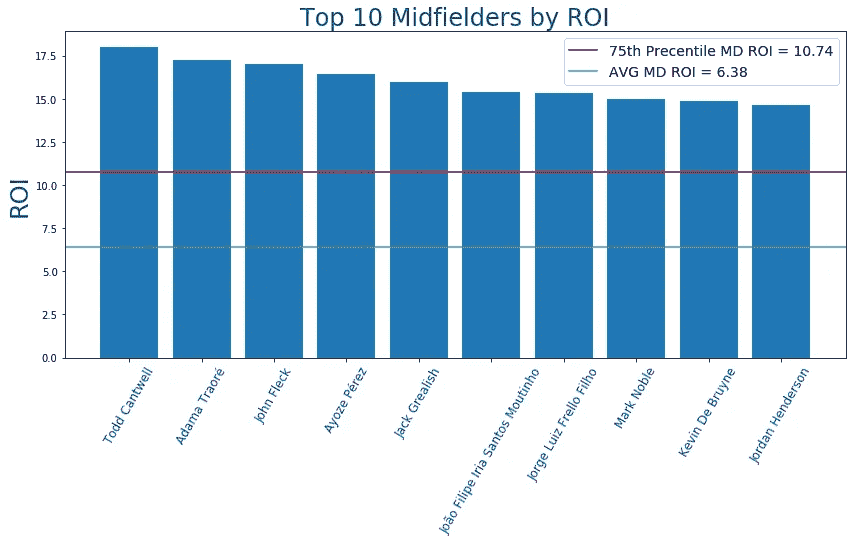 Top 10 Midfielders by ROI
75th Precentile MD ROI = 10.74
AVG MD ROI = 6.38
ROI
17.5
15.0
12.5
10.0
7.5
5.0
2.5
0.0
Todd Cantwell
Adama Traoré
John Fleck
Ayoze Pérez
Jack Grealish
João Filipe Iria Santos Moutinho
Jorge Luiz Frello Filho
Mark Noble
Kevin De Bruyne
Jordan Henderson